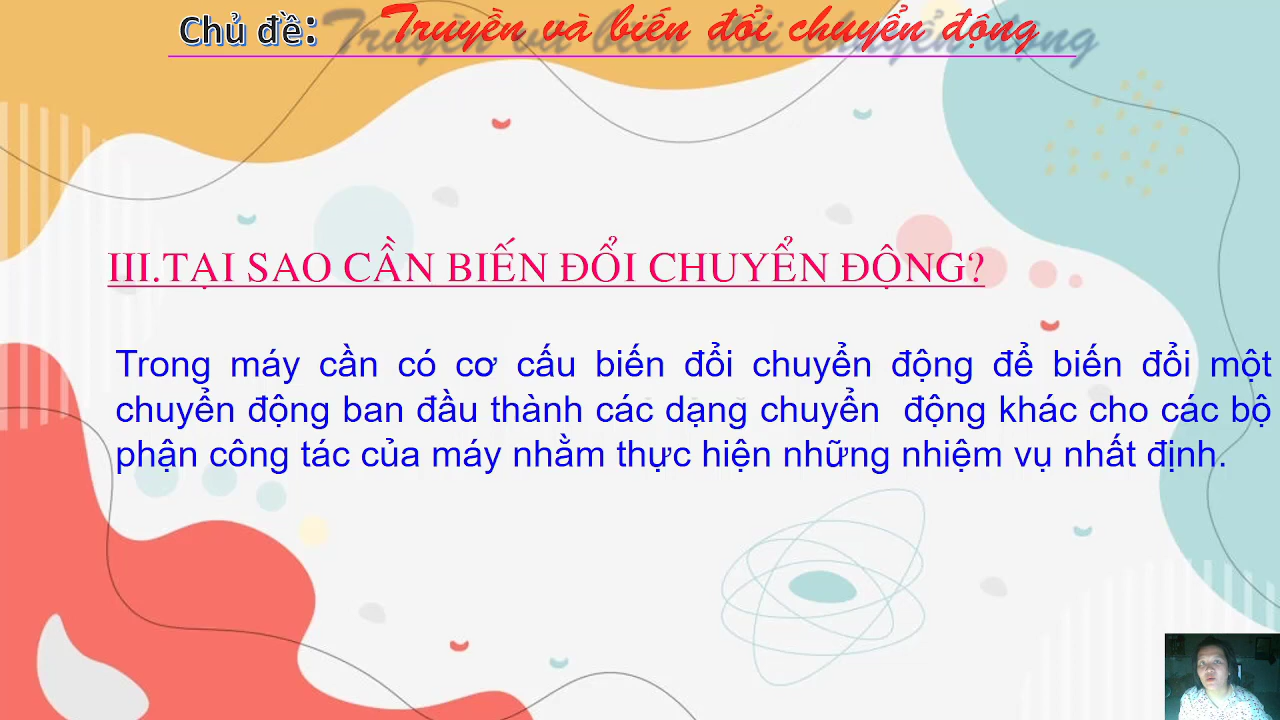 Chủ đề: Truyền và biến đổi chuyển động
III.TẠI SAO CẦN BIẾN ĐỔI CHUYỂN ĐỘNG?
Trong máy cần có cơ cấu biến đổi chuyển động để biến đổi một
chuyển động ban đầu thành các dạng chuyển động khác cho các bộ
phận công tác của máy nhằm thực hiện những nhiệm vụ nhất định.